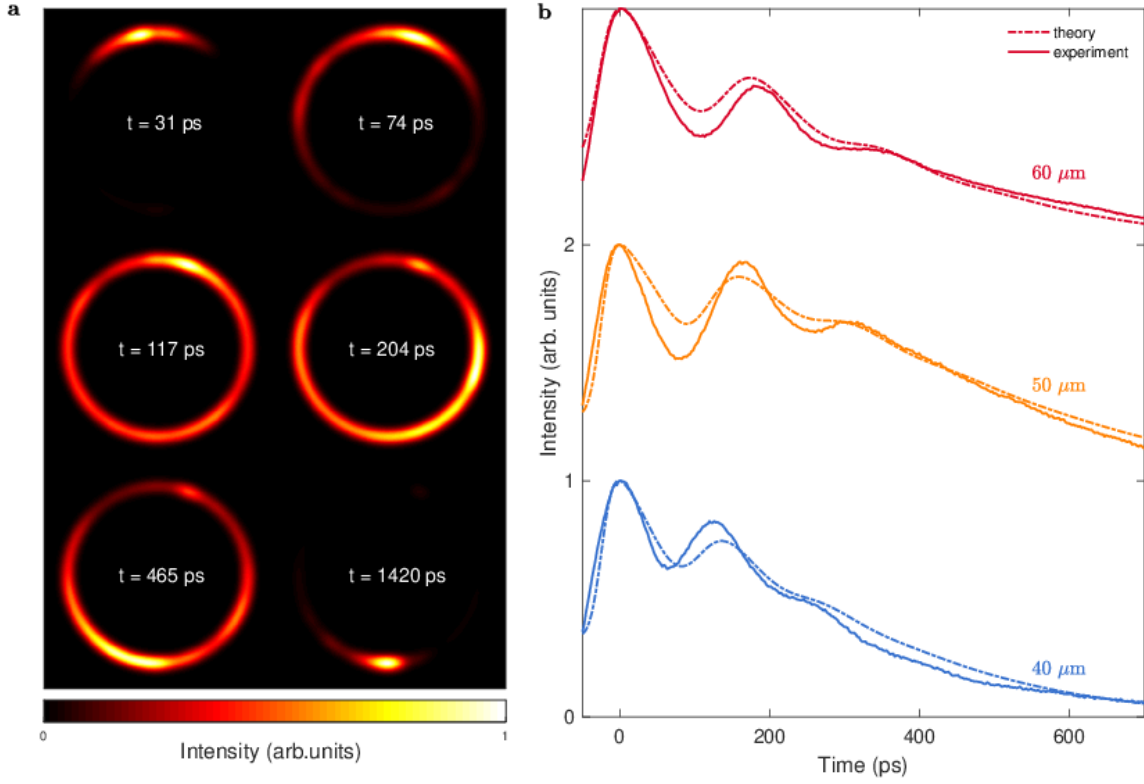 a
t = 31 ps
t = 74 ps
t = 117 ps
t = 204 ps
t = 465 ps
t = 1420 ps
0
1
Intensity (arb.units)
b
theory
experiment
60 μm
50 μm
40 μm
2
1
0
Intensity (arb. units)
0
200
400
600
Time (ps)